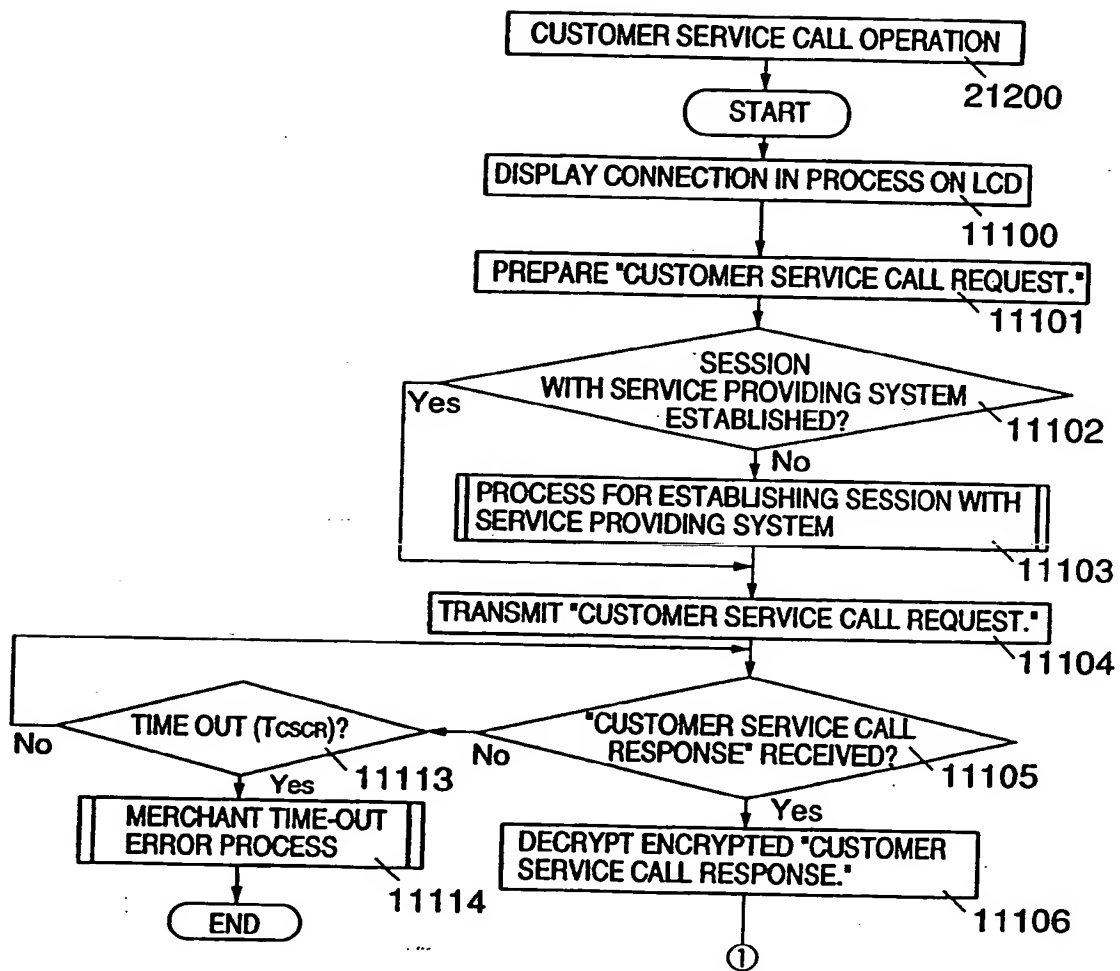 CUSTOMER SERVICE CALL OPERATION
21200
START
DISPLAY CONNECTION IN PROCESS ON LCD
11100
PREPARE "CUSTOMER SERVICE CALL REQUEST."
11101
SESSION
WITH SERVICE PROVIDING SYSTEM
ESTABLISHED?
11102
Yes
No
PROCESS FOR ESTABLISHING SESSION WITH
SERVICE PROVIDING SYSTEM
11103
TRANSMIT "CUSTOMER SERVICE CALL REQUEST."
11104
"CUSTOMER SERVICE CALL
RESPONSE" RECEIVED?
11105
No
Yes
TIME OUT (TCSCR)?
11113
No
Yes
MERCHANT TIME-OUT
ERROR PROCESS
11114
END
DECRYPT ENCRYPTED "CUSTOMER
SERVICE CALL RESPONSE."
11106
①